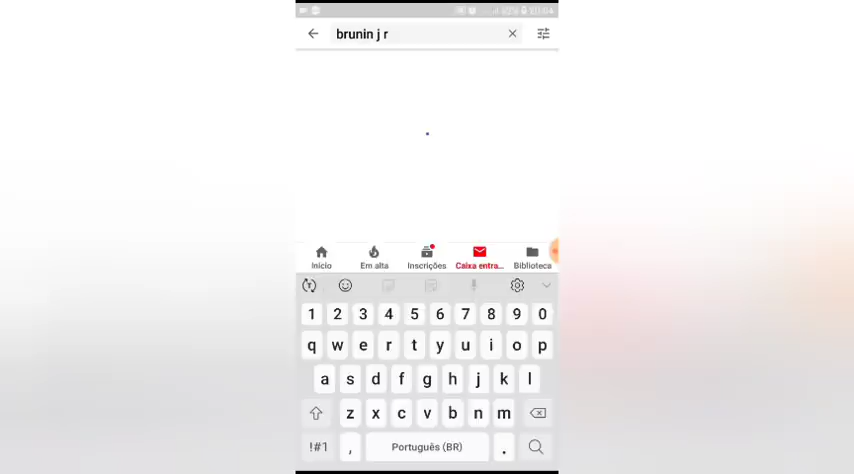 brunin j r
Início Em alta Inscrições Caixa entra... Biblioteca
1 2 3 4 5 6 7 8 9 0
q w e r t y u i o p
a s d f g h j k l
z x c v b n m
!#1 , Português (BR) .